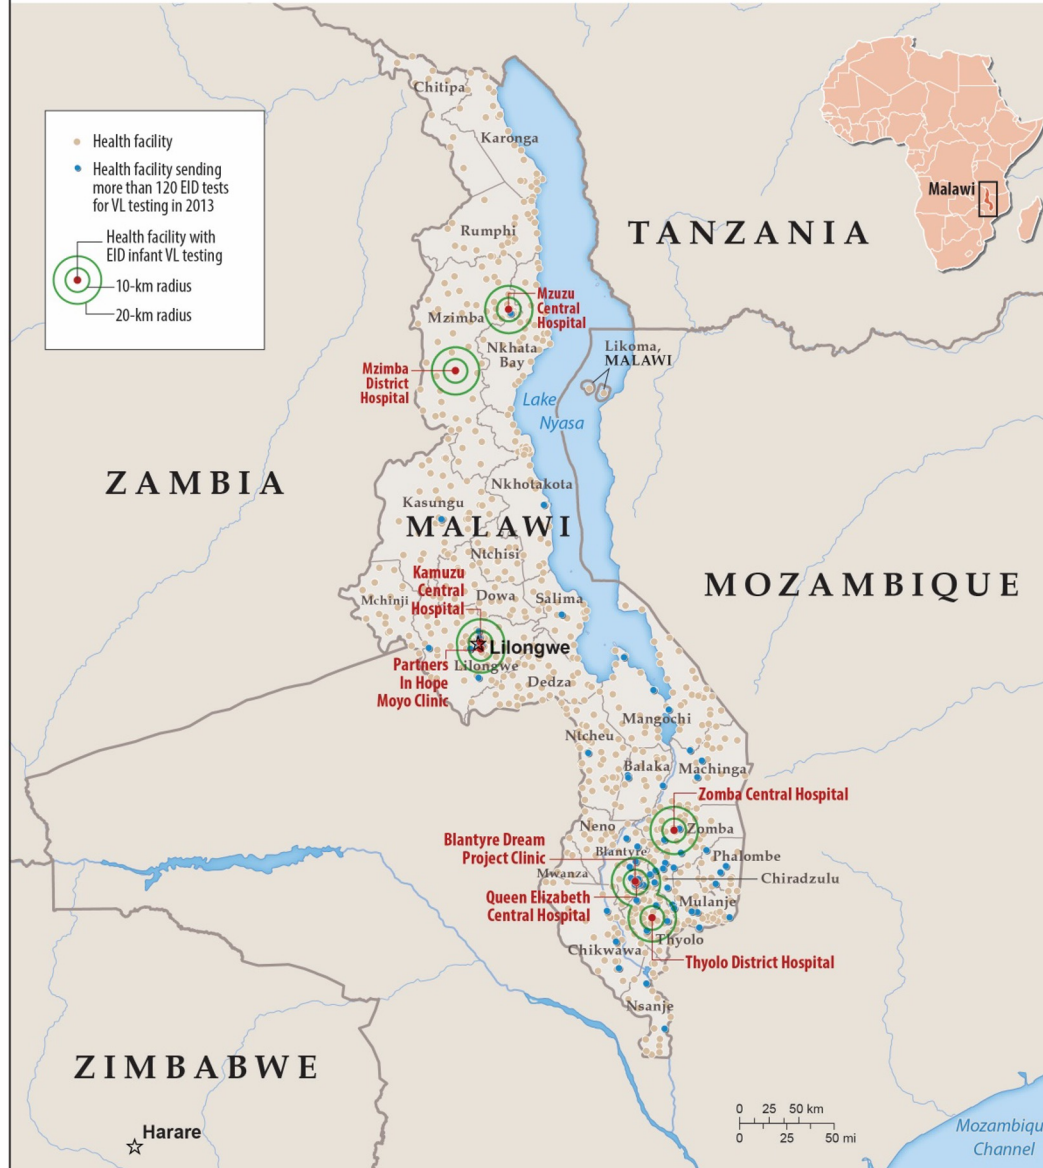 Health facility
Health facility sending
more than 120 EID tests
for VL testing in 2013
Health facility with
EID infant VL testing
10-km radius
20-km radius
Malawi
Chitipa
Karonga
Rumphi
TANZANIA
Mzuzu
Central
Hospital
Mzimba
Nkhata
Bay
Likoma,
MALAWI
Mzimba
District
Hospital
Lake
Nyasa
ZAMBIA
Nkhotakota
Kasungu
MALAWI
Ntchisi
Kamuzu
Central
Hospital
Mchinji
Dowa
Salima
MOZAMBIQUE
Lilongwe
Lilongwe
Partners
In Hope
Moyo Clinic
Dedza
Mangochi
Ntcheu
Balaka
Machinga
Zomba Central Hospital
Neno
Zomba
Blantyre Dream
Project Clinic
Blantyre
Phalombe
Mwanza
Chiradzulu
Queen Elizabeth
Central Hospital
Mulanje
Thyolo
Chikwawa
Thyolo District Hospital
Nsanje
ZIMBABWE
Harare
0 25 50 km
0 25 50 mi
Mozambiqu
Channel